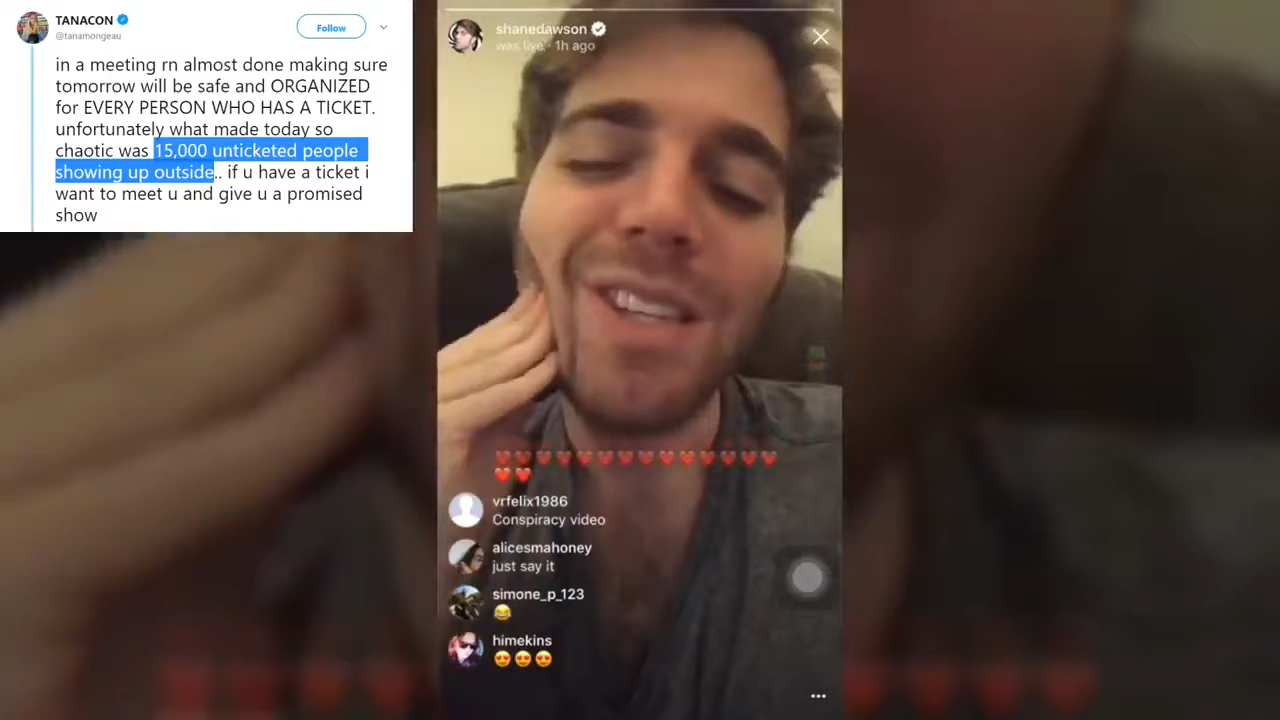 TANACON
@tanamongeau
Follow
in a meeting rn almost done making sure
tomorrow will be safe and ORGANIZED
for EVERY PERSON WHO HAS A TICKET.
unfortunately what made today so
chaotic was 15,000 unticketed people
showing up outside.. if u have a ticket i
want to meet u and give u a promised
show
shanedawson
was live · 1h ago
vrfelix1986
Conspiracy video
alicesmahoney
just say it
simone_p_123
😂
himekins
😍😍😍